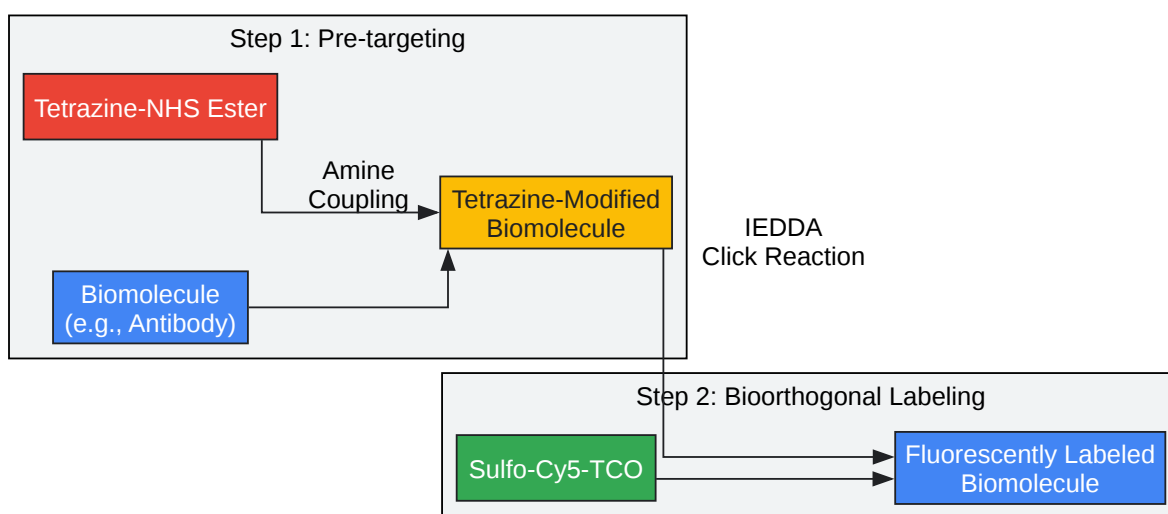 Step 1: Pre-targeting
Tetrazine-NHS Ester
Amine
Coupling
Tetrazine-Modified
Biomolecule
IEDDA
Click Reaction
Biomolecule
(e.g., Antibody)
Step 2: Bioorthogonal Labeling
Sulfo-Cy5-TCO
Fluorescently Labeled
Biomolecule